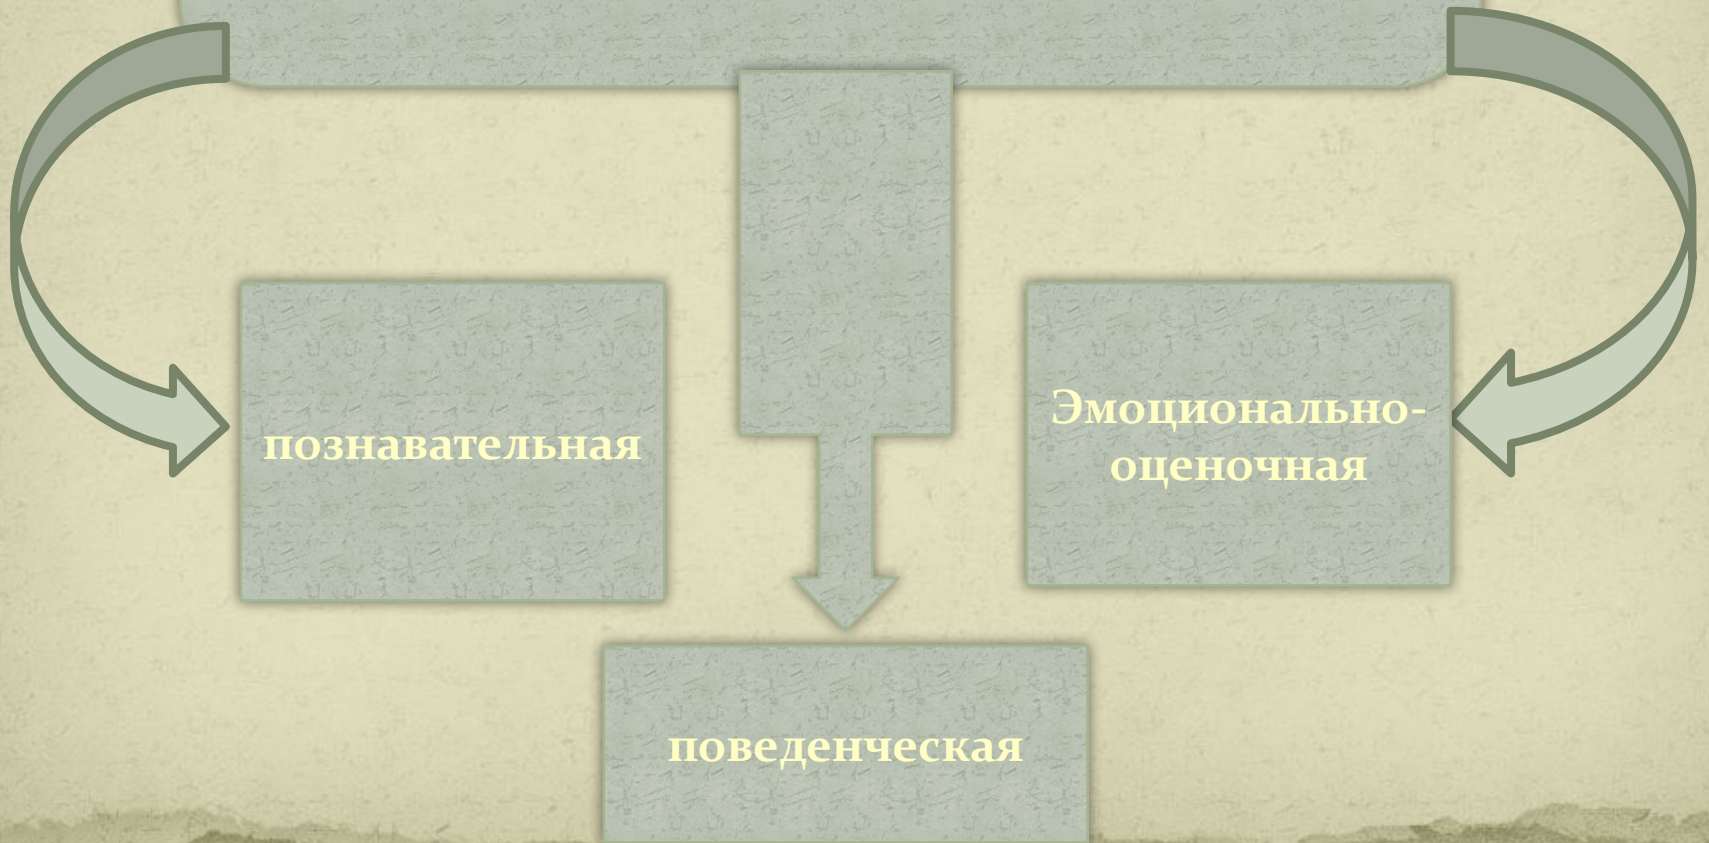 познавательная
Эмоционально-
оценочная
поведенческая